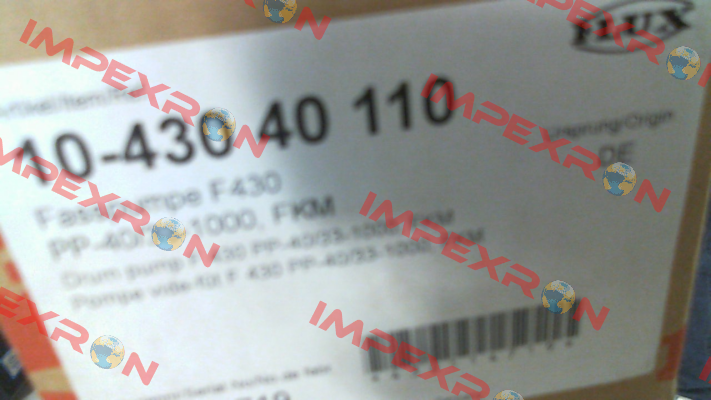 FLUX
10-430 40 110
Ursprung/Origin
DE
Fasspumpe F430
PP-40/33-1000, FKM
Drum pump F 430 PP-40/33-1000, FKM
Pompe vide-fût F 430 PP-40/33-1000, FKM
IMPEXRON
IMPEXRON
IMPEXRON
IMPEXRON
IMPEXRON
IMPEXRON
IMPEXRON